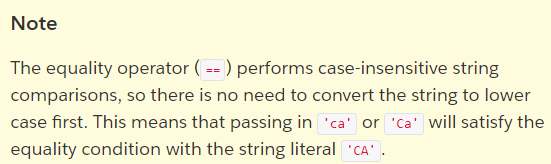 Note
The equality operator (==) performs case-insensitive string
comparisons, so there is no need to convert the string to lower
case first. This means that passing in 'ca' or 'Ca' will satisfy the
equality condition with the string literal 'CA'.